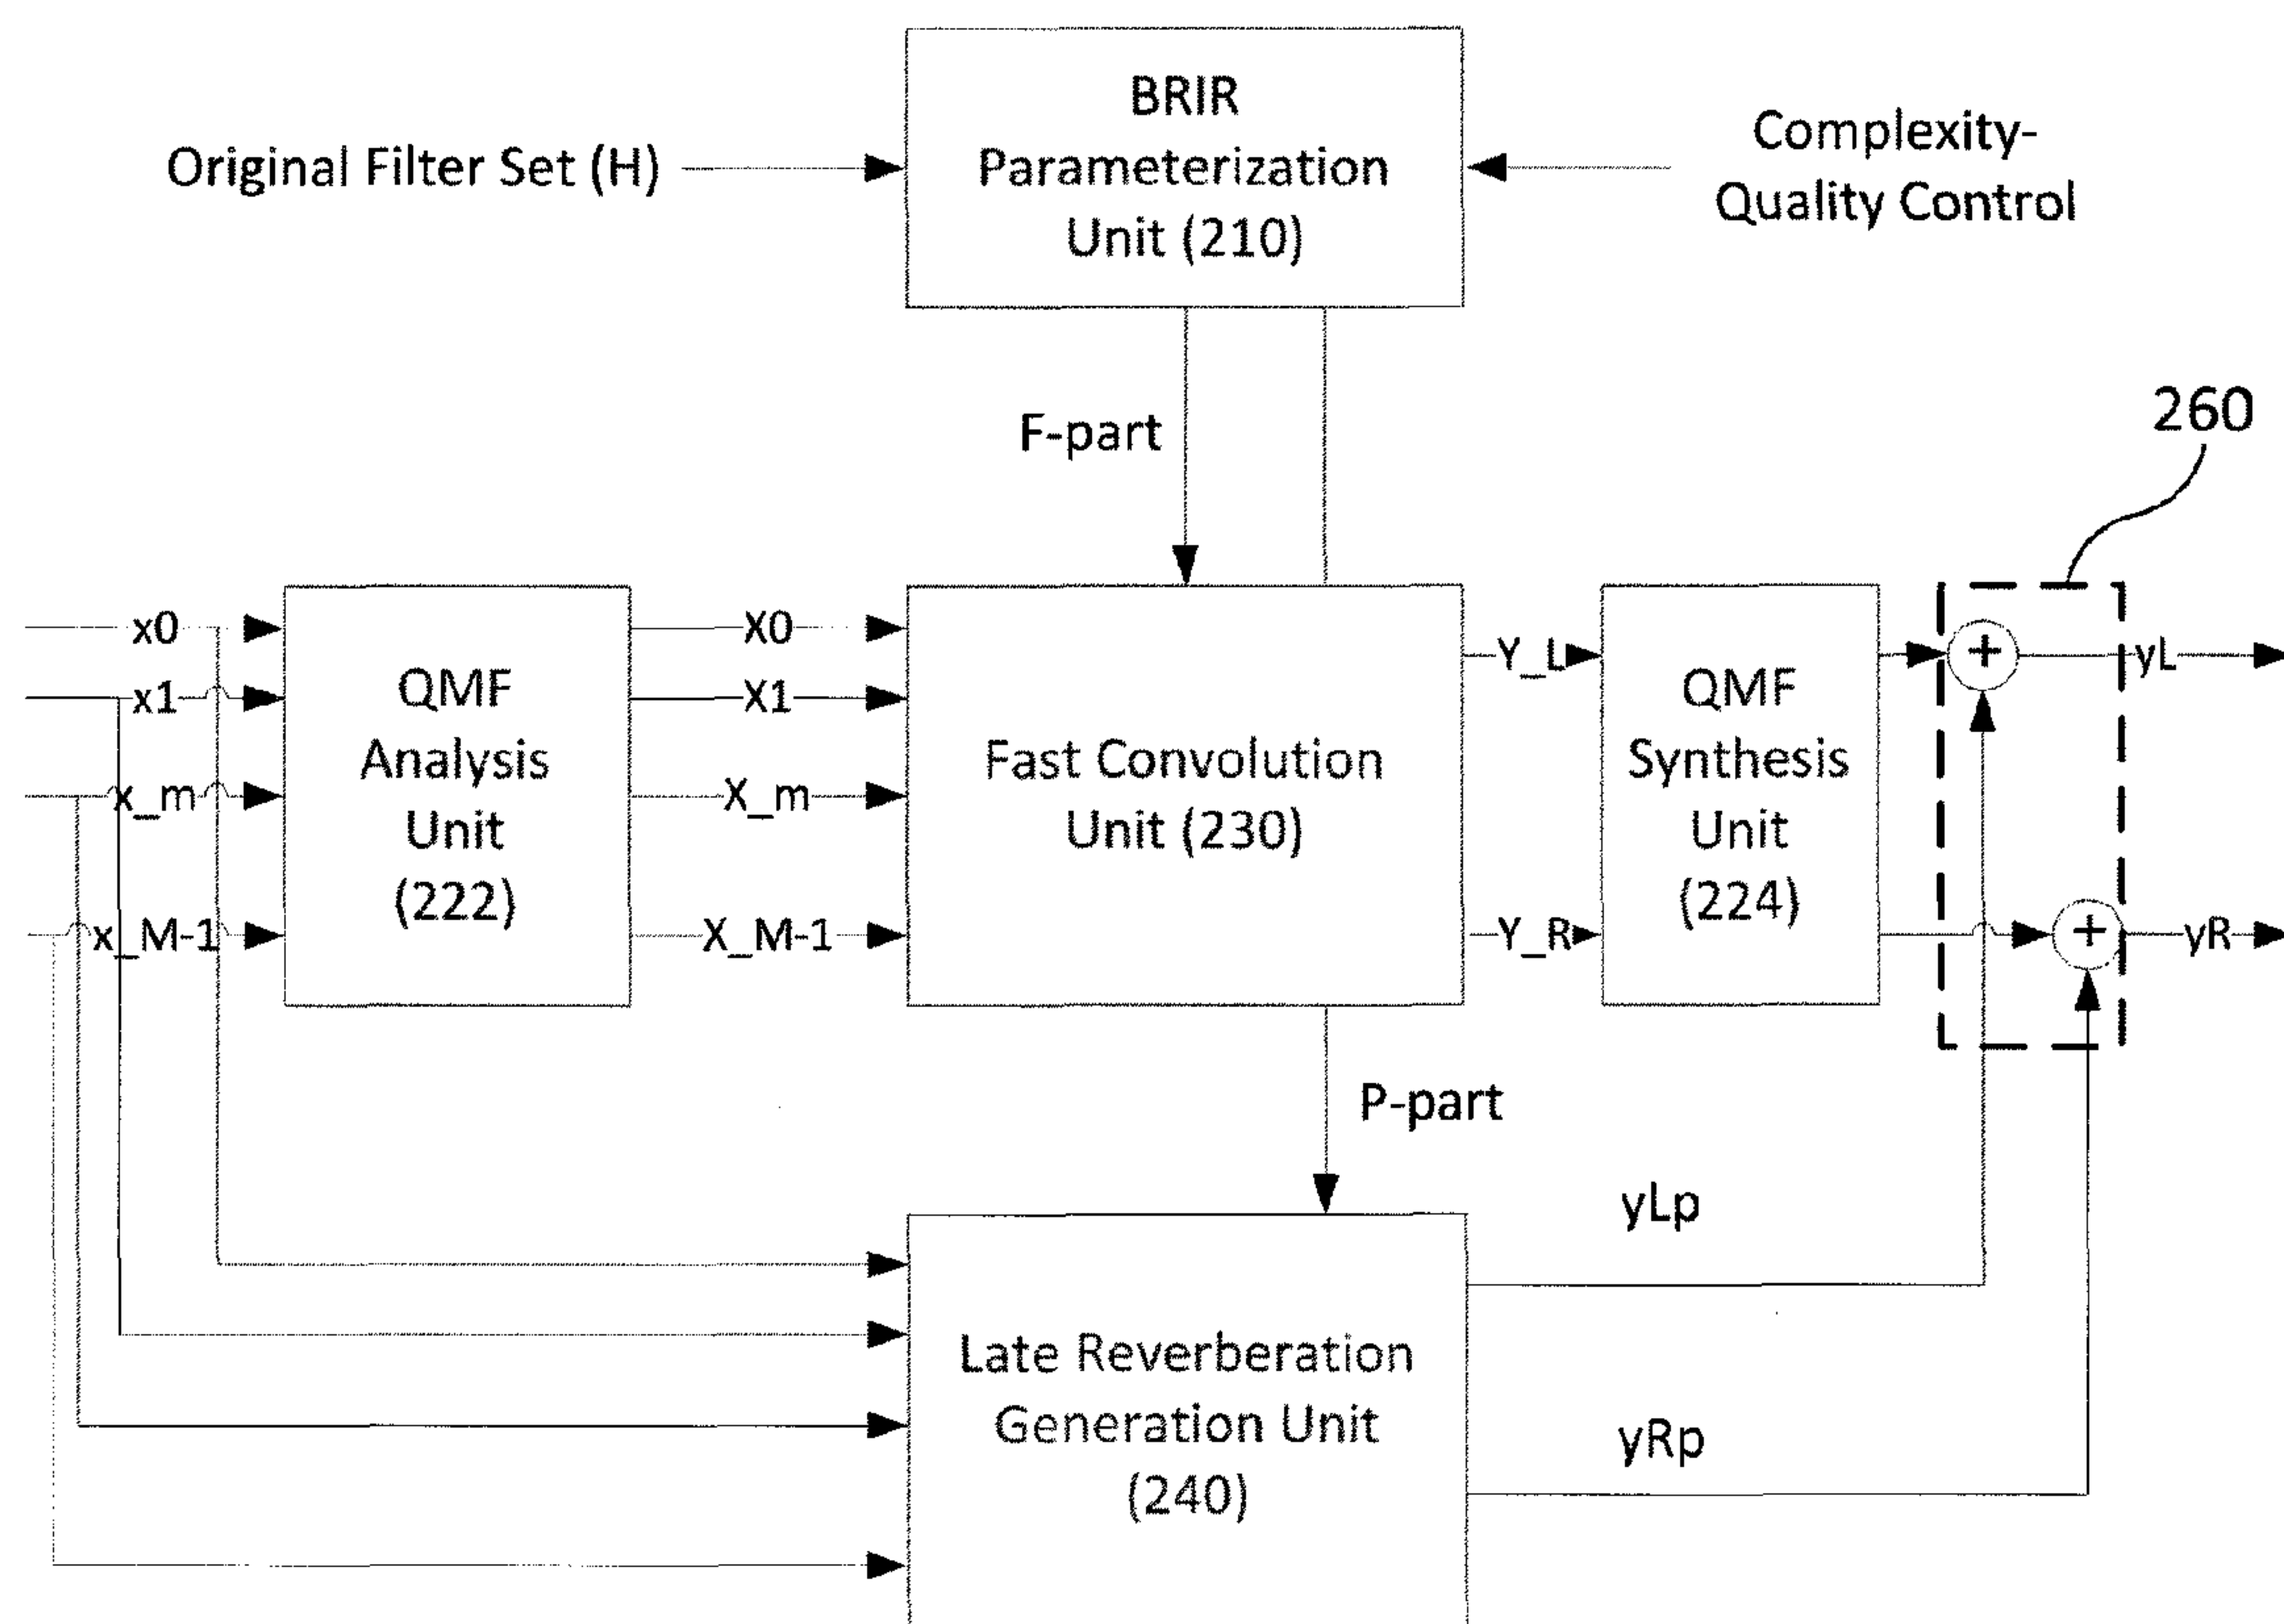 BRIR
Parameterization
Unit (210)
Original Filter Set (H)
Complexity-
Quality Control
F-part
260
x0
x1
x_m
x_M-1
QMF
Analysis
Unit
(222)
X0
X1
X_m
X_M-1
Fast Convolution
Unit (230)
Y_L
Y_R
QMF
Synthesis
Unit
(224)
+
+
yL
yR
P-part
yLp
yRp
Late Reverberation
Generation Unit
(240)